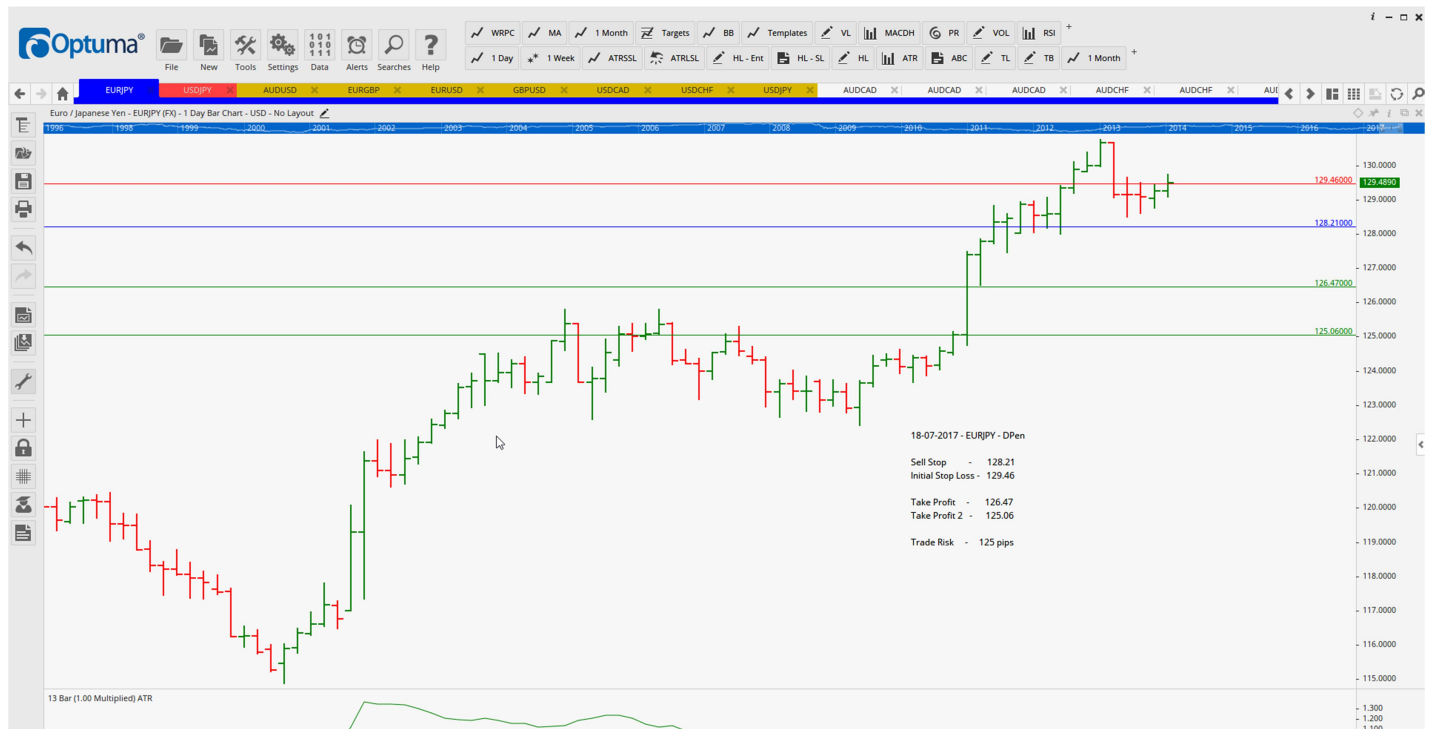 i
Optuma®
File
New
Tools
Settings
101
010
111
Data
Alerts
Searches
?
Help
WRPC
MA
1 Month
Targets
BB
Templates
VL
MACDH
PR
VOL
RSI
+
1 Day
1 Week
ATRSSL
ATRLSL
HL - Ent
HL - SL
HL
ATR
ABC
TL
TB
1 Month
+
EURJPY
USDJPY
AUDUSD
EURGBP
EURUSD
GBPUSD
USDCAD
USDCHF
USDJPY
AUDCAD
AUDCAD
AUDCAD
AUDCHF
AUDCHF
Euro / Japanese Yen - EURJPY (FX) - 1 Day Bar Chart - USD - No Layout
1996 1998 1999 2000 2001 2002 2003 2004 2005 2006 2007 2008 2009 2010 2011 2012 2013 2014 2015 2016 2017
130.0000
129.46000
129.4890
129.0000
128.21000
128.0000
127.0000
126.47000
126.0000
125.06000
125.0000
124.0000
123.0000
122.0000
121.0000
120.0000
119.0000
118.0000
117.0000
116.0000
115.0000
18-07-2017 - EURJPY - DPen
Sell Stop - 128.21
Initial Stop Loss - 129.46
Take Profit - 126.47
Take Profit 2 - 125.06
Trade Risk - 125 pips
13 Bar (1.00 Multiplied) ATR
1.300
1.200